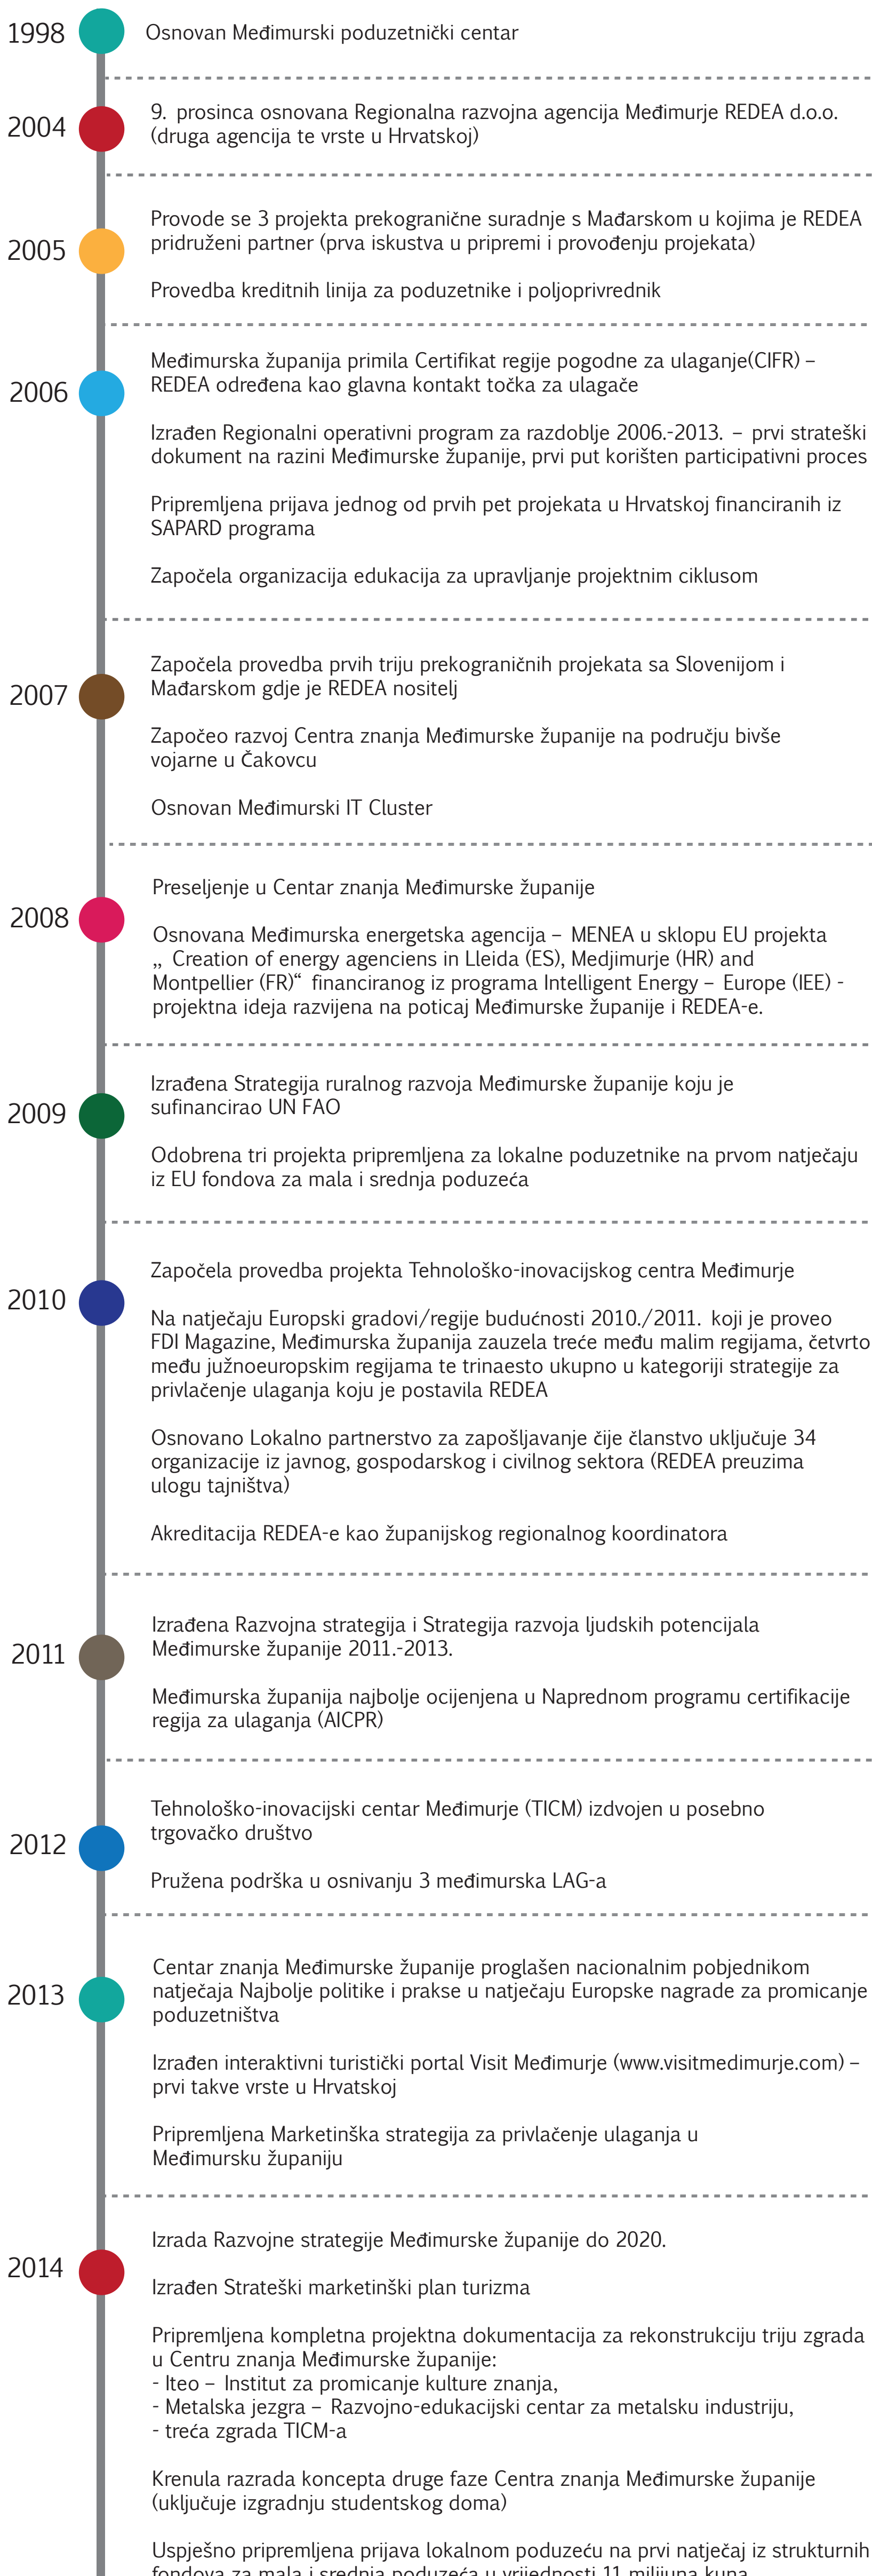 1998
Osnovan Međimurski poduzetnički centar
2004
9. prosinca osnovana Regionalna razvojna agencija Međimurje REDEA d.o.o.
(druga agencija te vrste u Hrvatskoj)
2005
Provode se 3 projekta prekogranične suradnje s Mađarskom u kojima je REDEA
pridruženi partner (prva iskustva u pripremi i provođenju projekata)
Provedba kreditnih linija za poduzetnike i poljoprivrednik
2006
Međimurska županija primila Certifikat regije pogodne za ulaganje(CIFR) –
REDEA određena kao glavna kontakt točka za ulagače
Izrađen Regionalni operativni program za razdoblje 2006.-2013. – prvi strateški
dokument na razini Međimurske županije, prvi put korišten participativni proces
Pripremljena prijava jednog od prvih pet projekata u Hrvatskoj financiranih iz
SAPARD programa
Započela organizacija edukacija za upravljanje projektnim ciklusom
2007
Započela provedba prvih triju prekograničnih projekata sa Slovenijom i
Mađarskom gdje je REDEA nositelj
Započeo razvoj Centra znanja Međimurske županije na području bivše
vojarne u Čakovcu
Osnovan Međimurski IT Cluster
2008
Preseljenje u Centar znanja Međimurske županije
Osnovana Međimurska energetska agencija – MENEA u sklopu EU projekta
„ Creation of energy agenciens in Lleida (ES), Medjimurje (HR) and
Montpellier (FR)“ financiranog iz programa Intelligent Energy – Europe (IEE) -
projektna ideja razvijena na poticaj Međimurske županije i REDEA-e.
2009
Izrađena Strategija ruralnog razvoja Međimurske županije koju je
sufinancirao UN FAO
Odobrena tri projekta pripremljena za lokalne poduzetnike na prvom natječaju
iz EU fondova za mala i srednja poduzeća
2010
Započela provedba projekta Tehnološko-inovacijskog centra Međimurje
Na natječaju Europski gradovi/regije budućnosti 2010./2011. koji je proveo
FDI Magazine, Međimurska županija zauzela treće među malim regijama, četvrto
među južnoeuropskim regijama te trinaesto ukupno u kategoriji strategije za
privlačenje ulaganja koju je postavila REDEA
Osnovano Lokalno partnerstvo za zapošljavanje čije članstvo uključuje 34
organizacije iz javnog, gospodarskog i civilnog sektora (REDEA preuzima
ulogu tajništva)
Akreditacija REDEA-e kao županijskog regionalnog koordinatora
2011
Izrađena Razvojna strategija i Strategija razvoja ljudskih potencijala
Međimurske županije 2011.-2013.
Međimurska županija najbolje ocijenjena u Naprednom programu certifikacije
regija za ulaganja (AICPR)
2012
Tehnološko-inovacijski centar Međimurje (TICM) izdvojen u posebno
trgovačko društvo
Pružena podrška u osnivanju 3 međimurska LAG-a
2013
Centar znanja Međimurske županije proglašen nacionalnim pobjednikom
natječaja Najbolje politike i prakse u natječaju Europske nagrade za promicanje
poduzetništva
Izrađen interaktivni turistički portal Visit Međimurje (www.visitmedimurje.com) –
prvi takve vrste u Hrvatskoj
Pripremljena Marketinška strategija za privlačenje ulaganja u
Međimursku županiju
2014
Izrada Razvojne strategije Međimurske županije do 2020.
Izrađen Strateški marketinški plan turizma
Pripremljena kompletna projektna dokumentacija za rekonstrukciju triju zgrada
u Centru znanja Međimurske županije:
- Iteo – Institut za promicanje kulture znanja,
- Metalska jezgra – Razvojno-edukacijski centar za metalsku industriju,
- treća zgrada TICM-a
Krenula razrada koncepta druge faze Centra znanja Međimurske županije
(uključuje izgradnju studentskog doma)
Uspješno pripremljena prijava lokalnom poduzeću na prvi natječaj iz strukturnih
fondova za mala i srednja poduzeća u vrijednosti 11 milijuna kuna